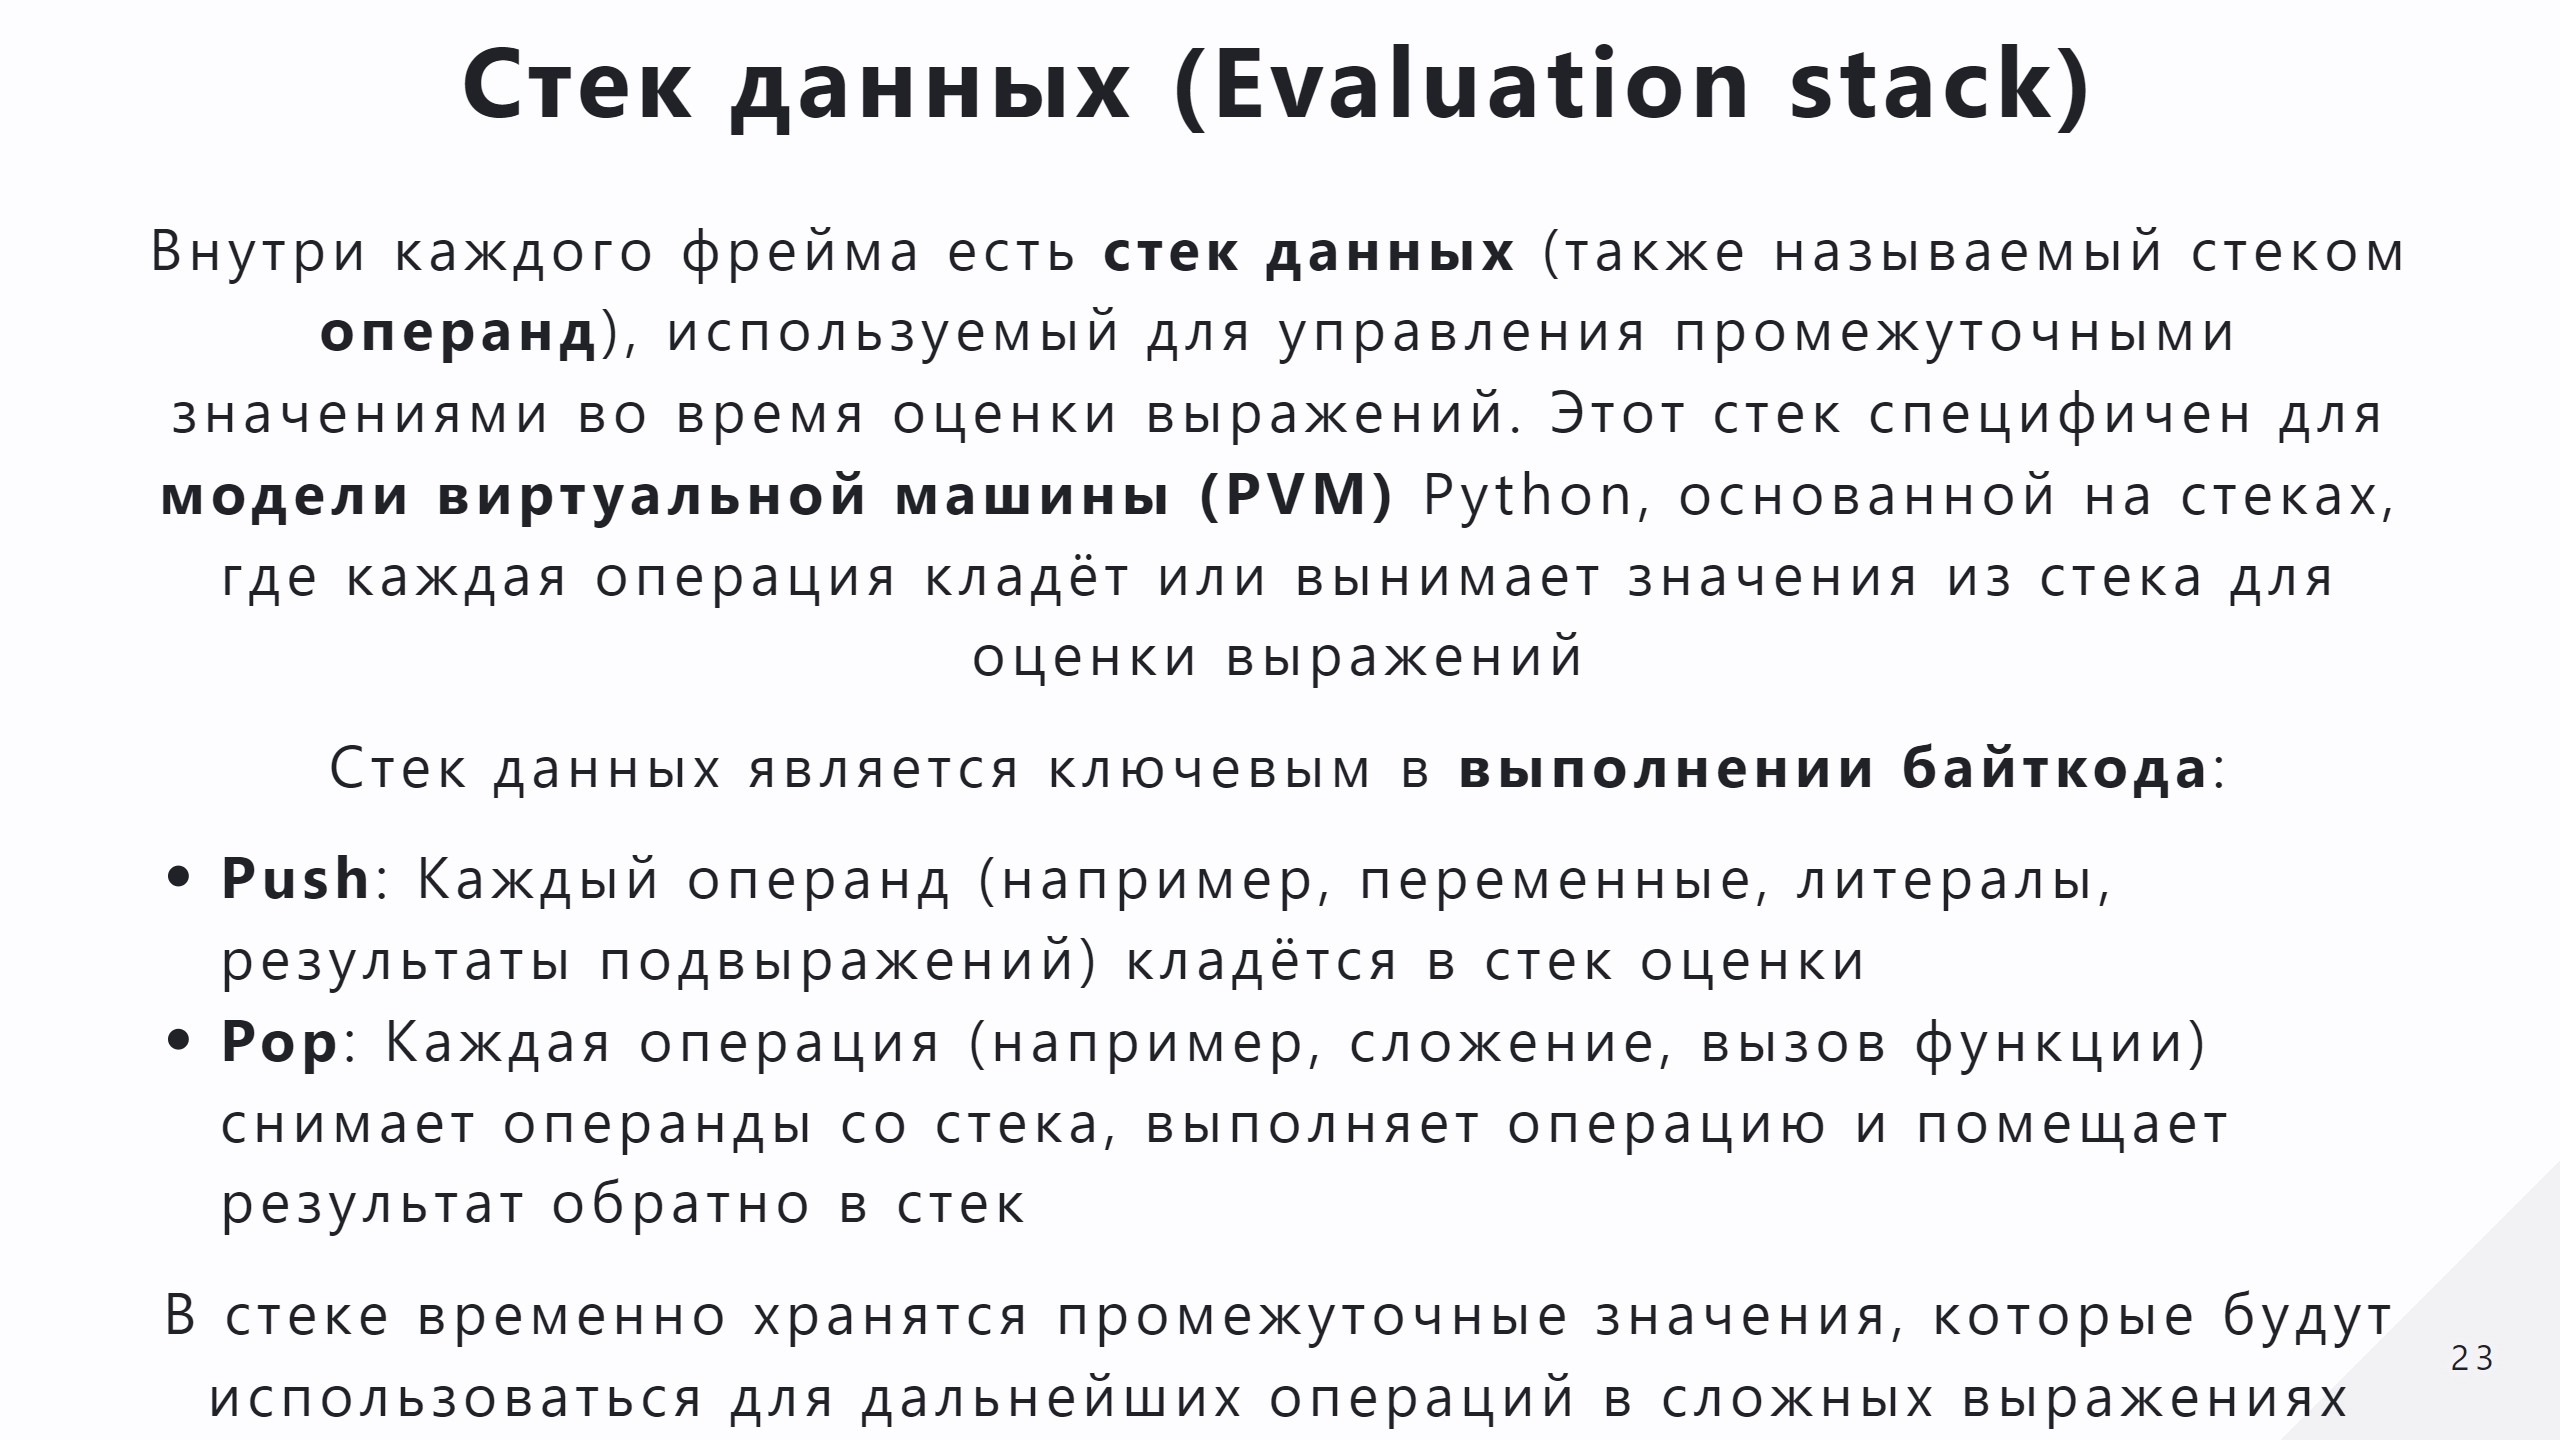 Стек данных (Evaluation stack)
Внутри каждого фрейма есть стек данных (также называемый стеком
операнд), используемый для управления промежуточными
значениями во время оценки выражений. Этот стек специфичен для
модели виртуальной машины (PVM) Python, основанной на стеках,
где каждая операция кладёт или вынимает значения из стека для
оценки выражений
Стек данных является ключевым в выполнении байткода:
• Push: Каждый операнд (например, переменные, литералы,
результаты подвыражений) кладётся в стек оценки
• Pop: Каждая операция (например, сложение, вызов функции)
снимает операнды со стека, выполняет операцию и помещает
результат обратно в стек
В стеке временно хранятся промежуточные значения, которые будут
использоваться для дальнейших операций в сложных выражениях
23